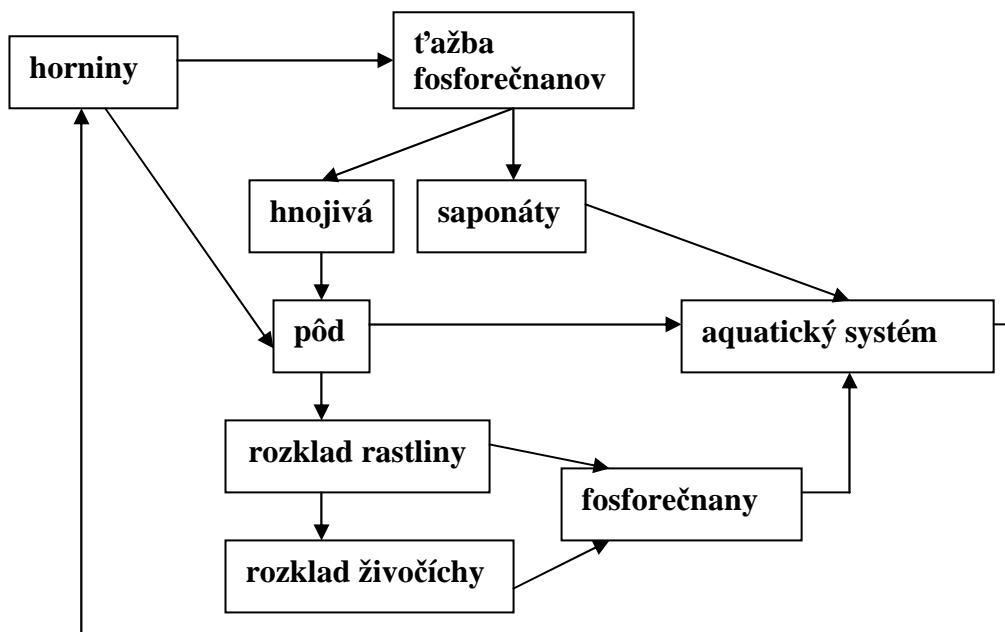 horniny
ťažba
fosforečnanov
hnojivá
saponáty
pôd
aquatický systém
rozklad rastliny
fosforečnany
rozklad živočíchy